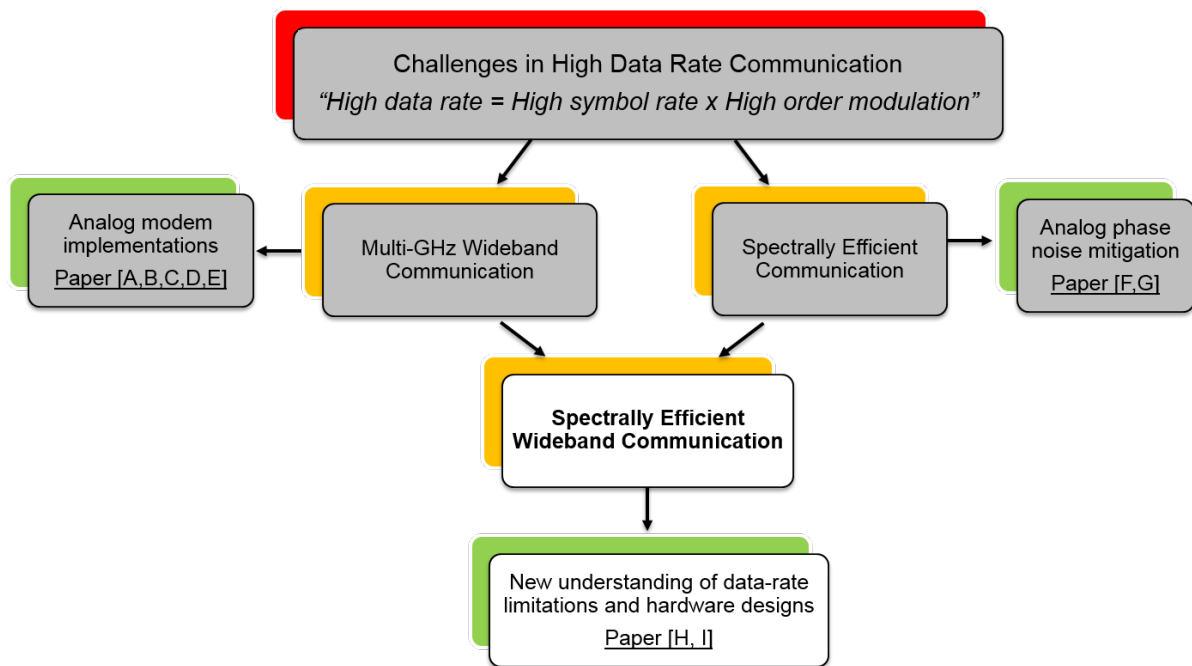 Challenges in High Data Rate Communication
“High data rate = High symbol rate x High order modulation”
Analog modem
implementations
Paper [A,B,C,D,E]
Multi-GHz Wideband
Communication
Spectrally Efficient
Communication
Analog phase
noise mitigation
Paper [F,G]
Spectrally Efficient
Wideband Communication
New understanding of data-rate
limitations and hardware designs
Paper [H, I]